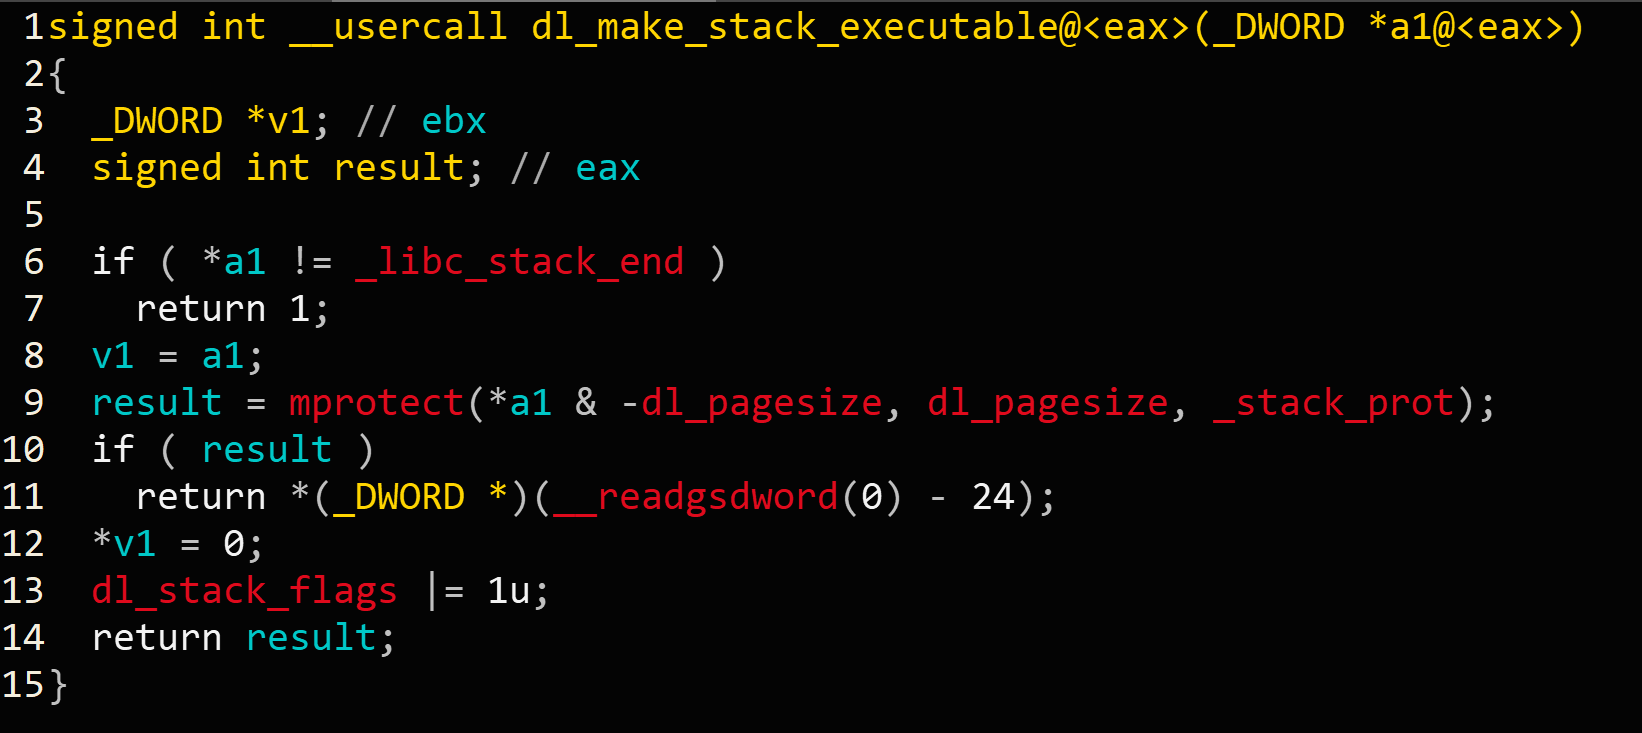 1signed int __usercall dl_make_stack_executable@<eax>(_DWORD *a1@<eax>)
2{
3  _DWORD *v1; // ebx
4  signed int result; // eax
5
6  if ( *a1 != _libc_stack_end )
7    return 1;
8  v1 = a1;
9  result = mprotect(*a1 & -dl_pagesize, dl_pagesize, _stack_prot);
10  if ( result )
11    return *(_DWORD *)(__readgsdword(0) - 24);
12  *v1 = 0;
13  dl_stack_flags |= 1u;
14  return result;
15}